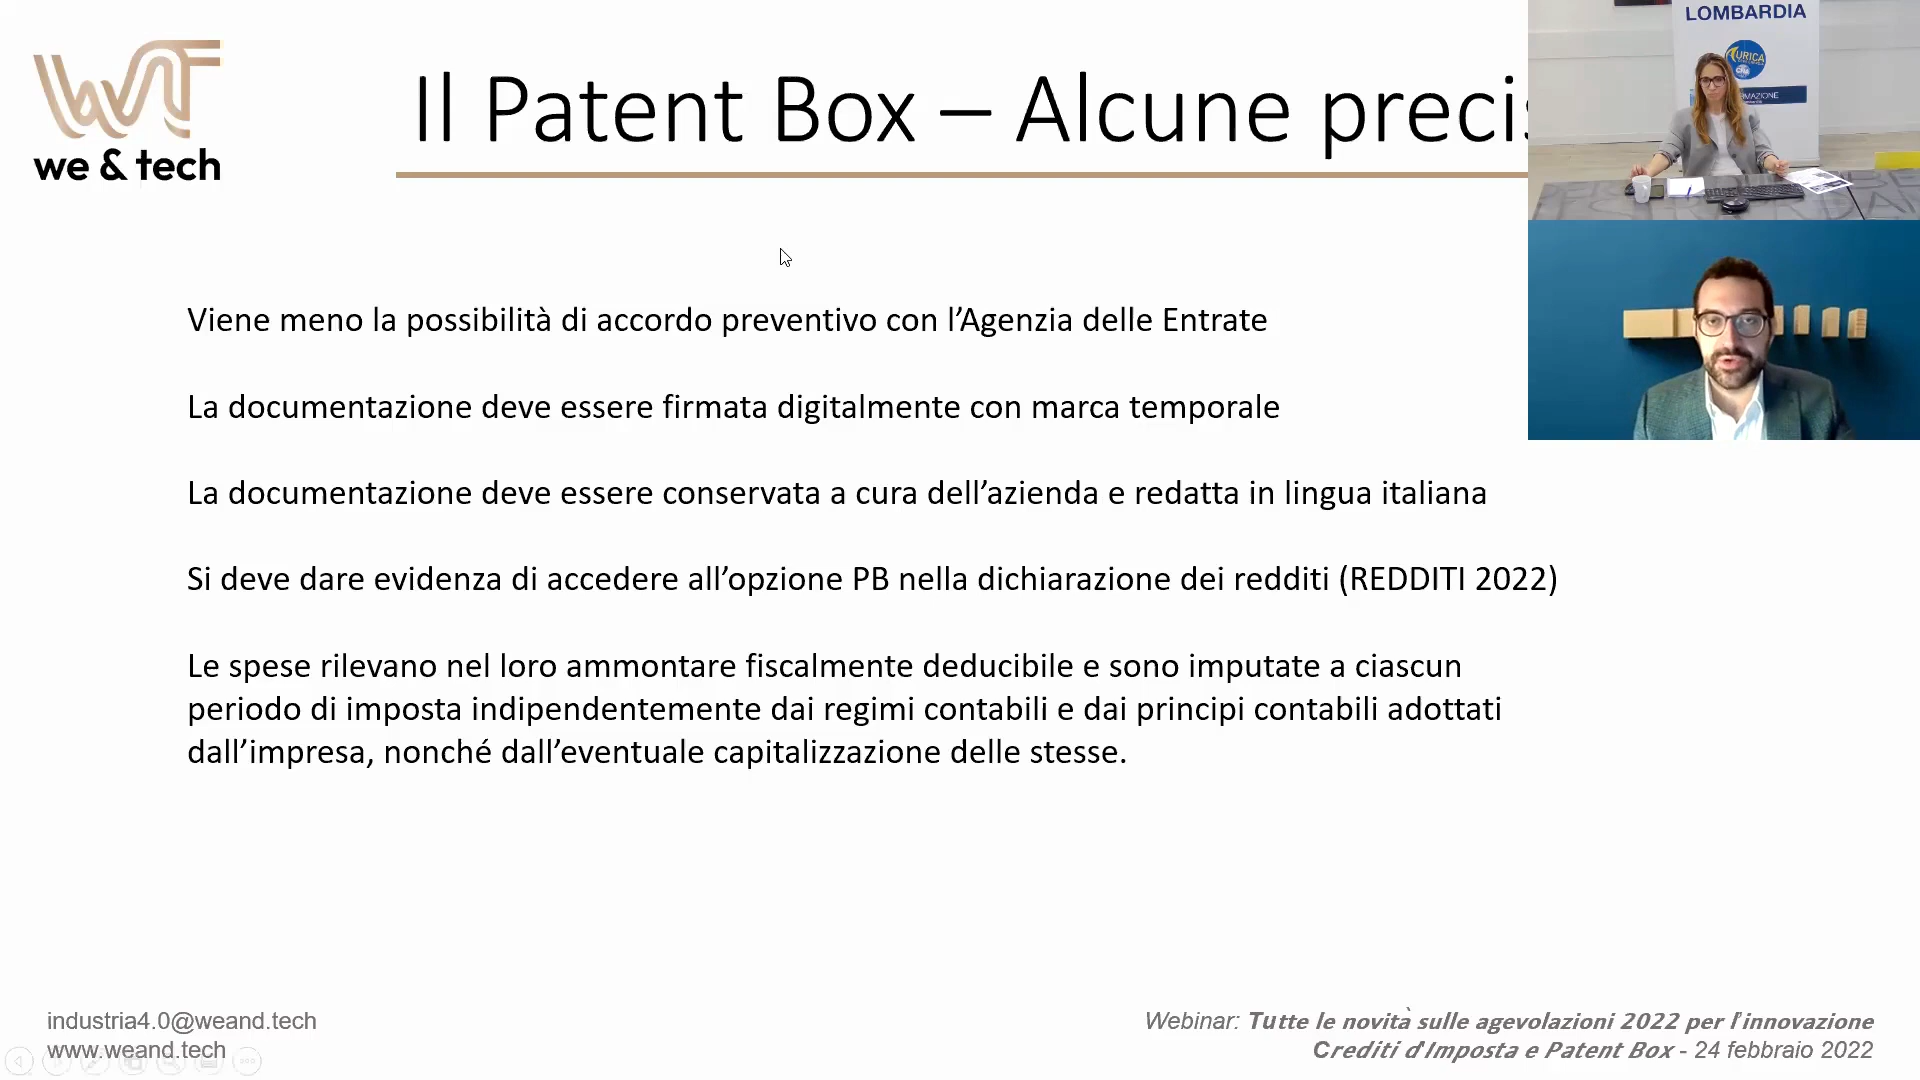 we & tech
Il Patent Box – Alcune precis
LOMBARDIA
Viene meno la possibilità di accordo preventivo con l’Agenzia delle Entrate
La documentazione deve essere firmata digitalmente con marca temporale
La documentazione deve essere conservata a cura dell’azienda e redatta in lingua italiana
Si deve dare evidenza di accedere all’opzione PB nella dichiarazione dei redditi (REDDITI 2022)
Le spese rilevano nel loro ammontare fiscalmente deducibile e sono imputate a ciascun
periodo di imposta indipendentemente dai regimi contabili e dai principi contabili adottati
dall’impresa, nonché dall’eventuale capitalizzazione delle stesse.
industria4.0@weand.tech
www.weand.tech
Webinar: Tutte le novità sulle agevolazioni 2022 per l’innovazione
Crediti d’Imposta e Patent Box - 24 febbraio 2022